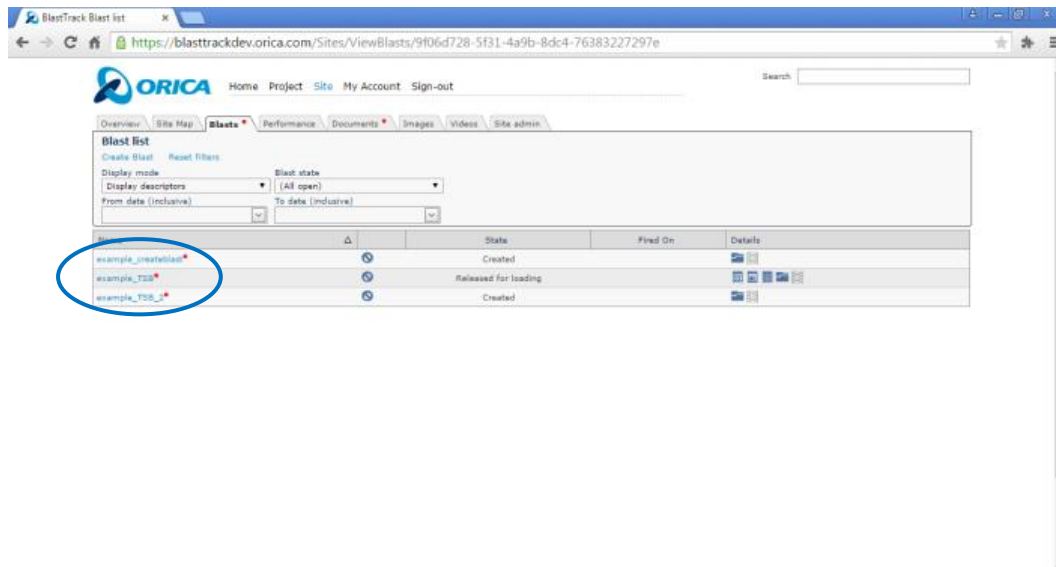 BlastTrack Blast list
https://blasttrackdev.orica.com/Sites/ViewBlasts/9f06d728-5f31-4a9b-8dc4-76383227297e
ORICA Home Project Site My Account Sign-out Search
Overview Site Map Blasts * Performance Documents * Images Videos Site admin
Blast list
Create Blast Reset filters
Display mode Blast state
Display descriptors (All open)
From date (inclusive) To date (inclusive)
Name State Fired On Details
example_createblast* Created
example_TSB* Released for loading
example_TSB_2* Created